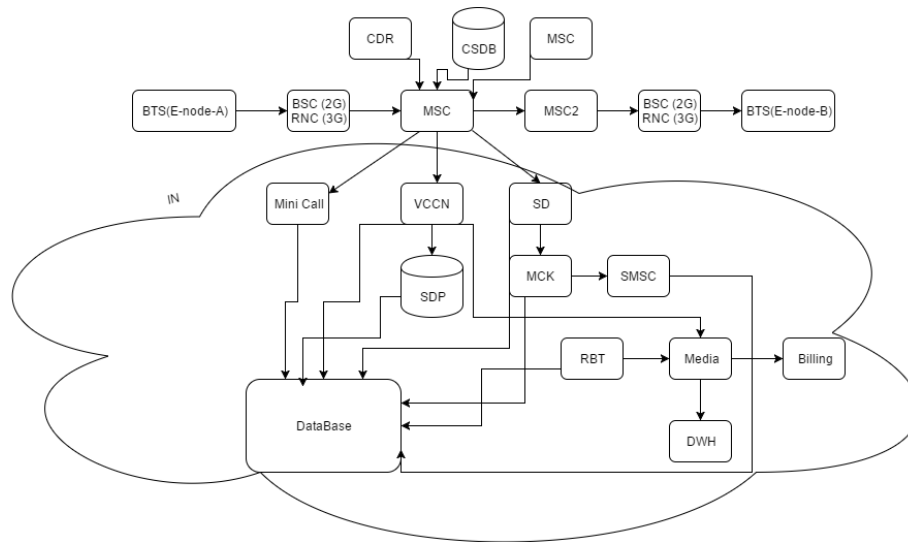 CDR
CSDB
MSC
BTS(E-node-A)
BSC (2G)
RNC (3G)
MSC
MSC2
BSC (2G)
RNC (3G)
BTS(E-node-B)
IN
Mini Call
VCCN
SD
SDP
MCK
SMSC
RBT
Media
Billing
DataBase
DWH